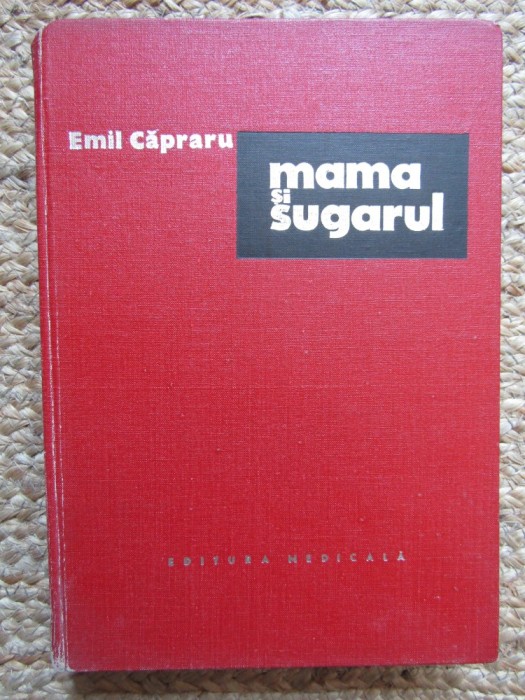 Emil Căpraru
mama
și
sugarul
EDITURA MEDICALĂ